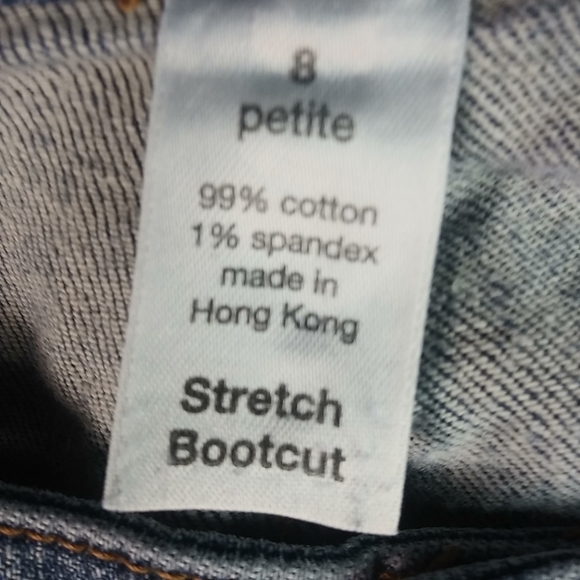 8
petite
99% cotton
1% spandex
made in
Hong Kong
Stretch
Bootcut